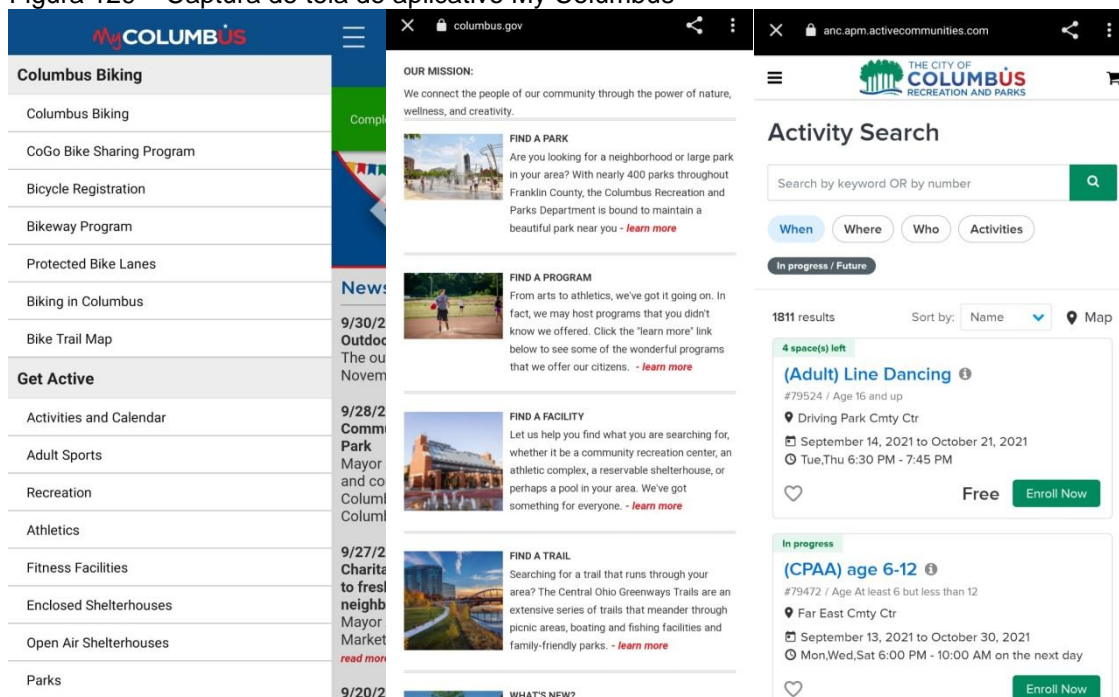 Figura 120 – Captura de tela do aplicativo My Columbus
MyCOLUMBUS
Columbus Biking
Columbus Biking
CoGo Bike Sharing Program
Bicycle Registration
Bikeway Program
Protected Bike Lanes
Biking in Columbus
Bike Trail Map
Get Active
Activities and Calendar
Adult Sports
Recreation
Athletics
Fitness Facilities
Enclosed Shelterhouses
Open Air Shelterhouses
Parks
Comple
News
9/30/2
Outdoo
The ou
Novem
9/28/2
Commu
Park
Mayor
and co
Columb
Columb
9/27/2
Charita
to fresh
neighb
Mayor
Market
read more
9/20/2
columbus.gov
OUR MISSION:
We connect the people of our community through the power of nature,
wellness, and creativity.
FIND A PARK
Are you looking for a neighborhood or large park
in your area? With nearly 400 parks throughout
Franklin County, the Columbus Recreation and
Parks Department is bound to maintain a
beautiful park near you - learn more
FIND A PROGRAM
From arts to athletics, we've got it going on. In
fact, we may host programs that you didn't
know we offered. Click the "learn more" link
below to see some of the wonderful programs
that we offer our citizens. - learn more
FIND A FACILITY
Let us help you find what you are searching for,
whether it be a community recreation center, an
athletic complex, a reservable shelterhouse, or
perhaps a pool in your area. We've got
something for everyone. - learn more
FIND A TRAIL
Searching for a trail that runs through your
area? The Central Ohio Greenways Trails are an
extensive series of trails that meander through
picnic areas, boating and fishing facilities and
family-friendly parks. - learn more
WHAT'S NEW?
anc.apm.activecommunities.com
THE CITY OF
COLUMBUS
RECREATION AND PARKS
Activity Search
Search by keyword OR by number
When Where Who Activities
In progress / Future
1811 results Sort by: Name Map
4 space(s) left
(Adult) Line Dancing
#79524 / Age 16 and up
Driving Park Cmty Ctr
September 14, 2021 to October 21, 2021
Tue,Thu 6:30 PM - 7:45 PM
Free Enroll Now
In progress
(CPAA) age 6-12
#79472 / Age At least 6 but less than 12
Far East Cmty Ctr
September 13, 2021 to October 30, 2021
Mon,Wed,Sat 6:00 PM - 10:00 AM on the next day
Enroll Now